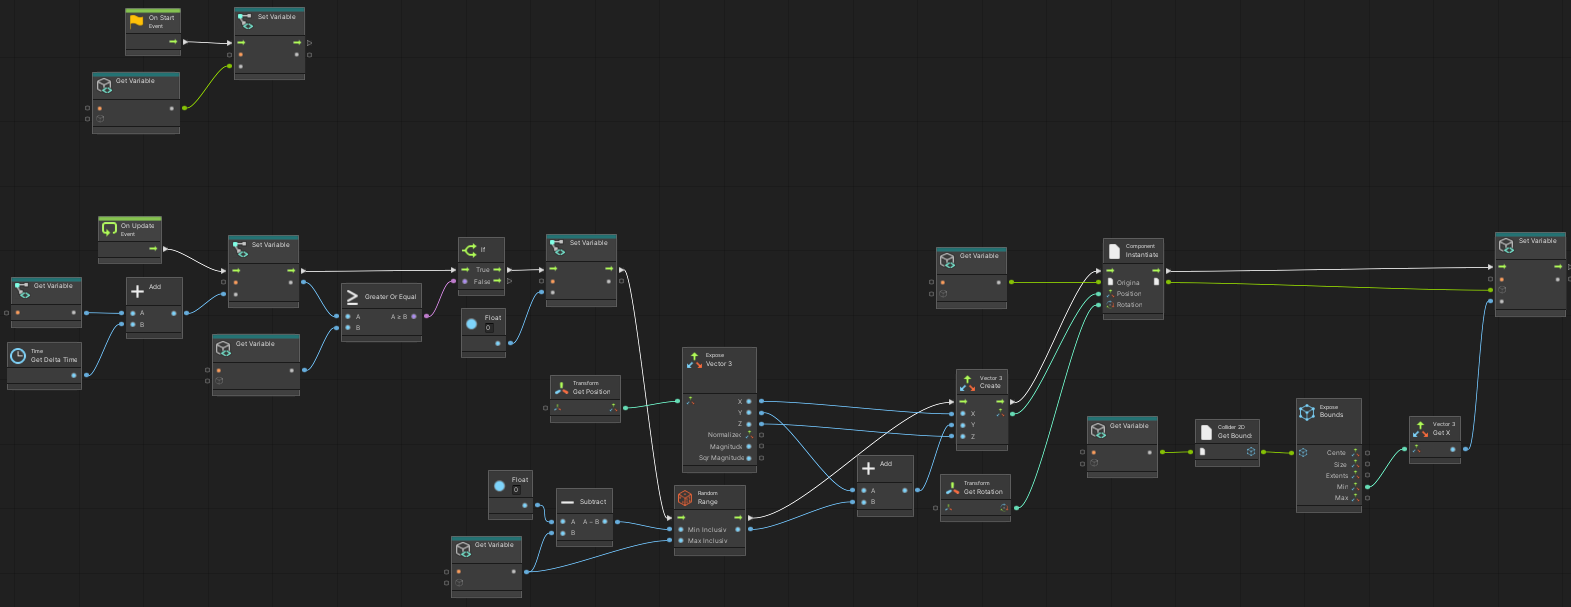 On Start
Event
Set Variable
Get Variable
On Update
Event
Set Variable
If
True
False
Set Variable
Get Variable
Component
Instantiate
Origina
Position
Rotation
Set Variable
Get Variable
Add
A
B
Greater Or Equal
A
A ≥ B
B
Float
0
Time
Get Delta Time
Get Variable
Expose
Vector 3
X
Y
Z
Normalized
Magnitude
Sqr Magnitude
Transform
Get Position
Vector 3
Create
X
Y
Z
Get Variable
Collider 2D
Get Bound
Expose
Bounds
Cente
Size
Extents
Min
Max
Vector 3
Get X
Add
A
B
Transform
Get Rotation
Float
0
Subtract
A
A - B
B
Random
Range
Min Inclusiv
Max Inclusiv
Get Variable